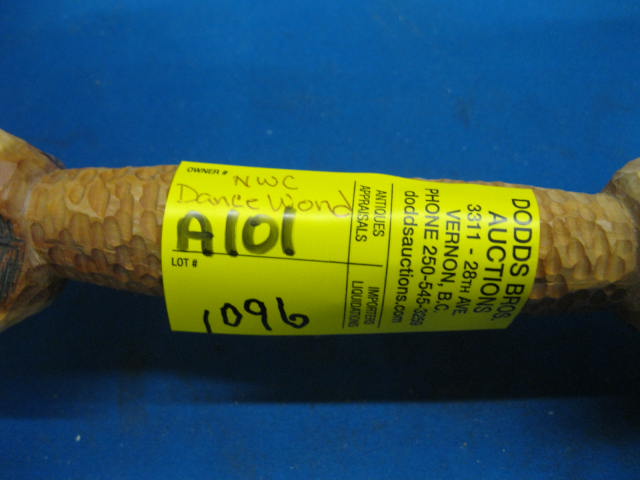 OWNER #
NWC
Dance Wond
A101
LOT #
1096
ANTIQUES
APPRAISALS
IMPORTERS
LIQUIDATIONS
DODDS BROS.
AUCTIONS
3311 - 28TH AVE
VERNON, B.C.
PHONE 250-545-3259
doddsauctions.com